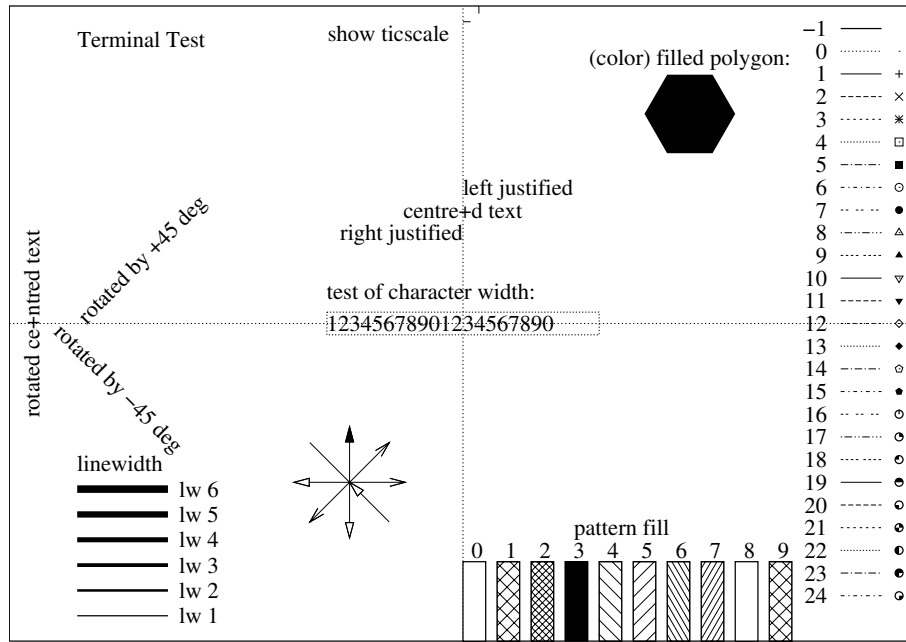 Terminal Test
show ticscale
(color) filled polygon:
left justified
centre+d text
right justified
rotated by +45 deg
rotated ce+ntred text
rotated by −45 deg
test of character width:
12345678901234567890
linewidth
lw 6
lw 5
lw 4
lw 3
lw 2
lw 1
pattern fill
0 1 2 3 4 5 6 7 8 9
−1
0
1
2
3
4
5
6
7
8
9
10
11
12
13
14
15
16
17
18
19
20
21
22
23
24